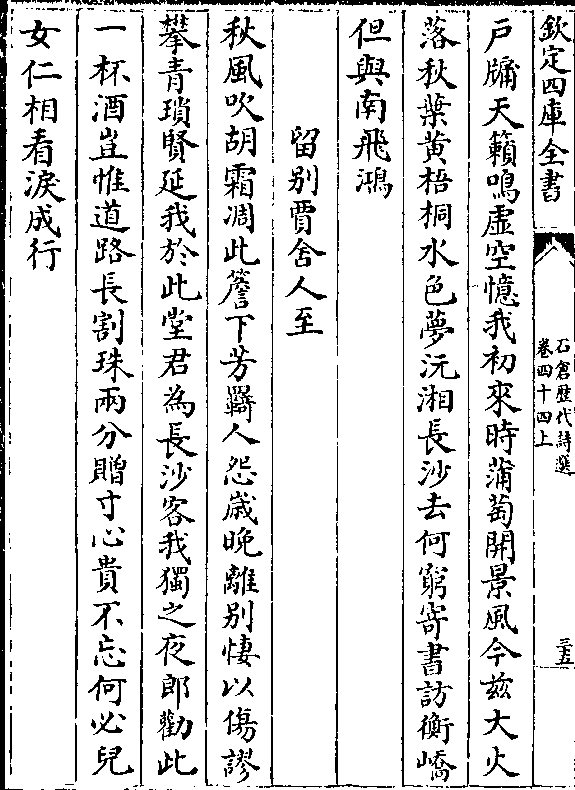 欽定四庫全書
石倉歷代詩選
卷四十四上
三五
戸牖天籟鳴虚空憶我初來時蒲萄開景風今兹大火
落秋葉黄梧桐水色夢沅湘長沙去何窮寄書訪衡嶠
但與南飛鴻
留别賈舍人至
秋風吹胡霜凋此簷下芳羇人怨歳晚離别悽以傷謬
攀青瑣賢延我於此堂君為長沙客我獨之夜郎勸此
一杯酒豈惟道路長割珠兩分贈寸心貴不忘何必兒
女仁相看淚成行